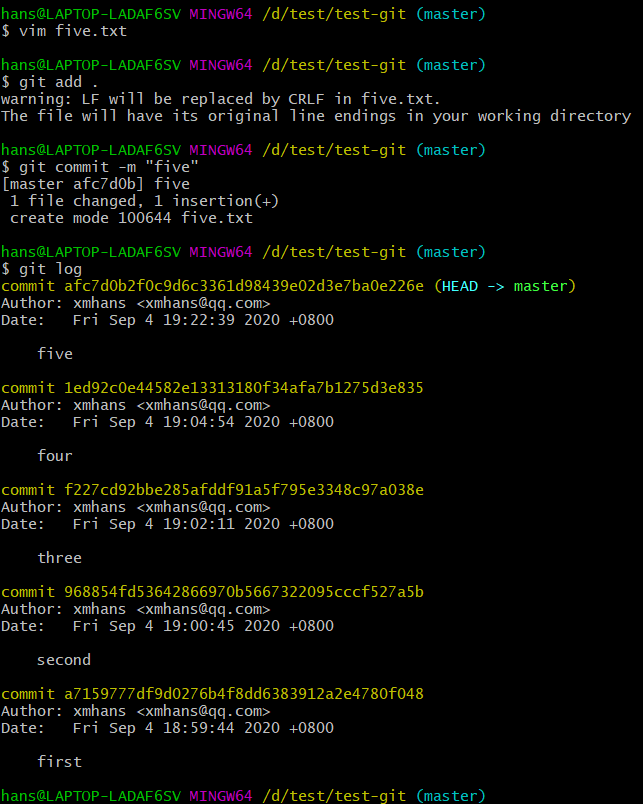 hans@LAPTOP-LADAF6SV MINGW64 /d/test/test-git (master)
$ vim five.txt
hans@LAPTOP-LADAF6SV MINGW64 /d/test/test-git (master)
$ git add .
warning: LF will be replaced by CRLF in five.txt.
The file will have its original line endings in your working directory
hans@LAPTOP-LADAF6SV MINGW64 /d/test/test-git (master)
$ git commit -m "five"
[master afc7d0b] five
 1 file changed, 1 insertion(+)
 create mode 100644 five.txt
hans@LAPTOP-LADAF6SV MINGW64 /d/test/test-git (master)
$ git log
commit afc7d0b2f0c9d6c3361d98439e02d3e7ba0e226e (HEAD -> master)
Author: xmhans <xmhans@qq.com>
Date:   Fri Sep 4 19:22:39 2020 +0800
    five
commit 1ed92c0e44582e13313180f34afa7b1275d3e835
Author: xmhans <xmhans@qq.com>
Date:   Fri Sep 4 19:04:54 2020 +0800
    four
commit f227cd92bbe285afddf91a5f795e3348c97a038e
Author: xmhans <xmhans@qq.com>
Date:   Fri Sep 4 19:02:11 2020 +0800
    three
commit 968854fd53642866970b5667322095cccf527a5b
Author: xmhans <xmhans@qq.com>
Date:   Fri Sep 4 19:00:45 2020 +0800
    second
commit a7159777df9d0276b4f8dd6383912a2e4780f048
Author: xmhans <xmhans@qq.com>
Date:   Fri Sep 4 18:59:44 2020 +0800
    first
hans@LAPTOP-LADAF6SV MINGW64 /d/test/test-git (master)